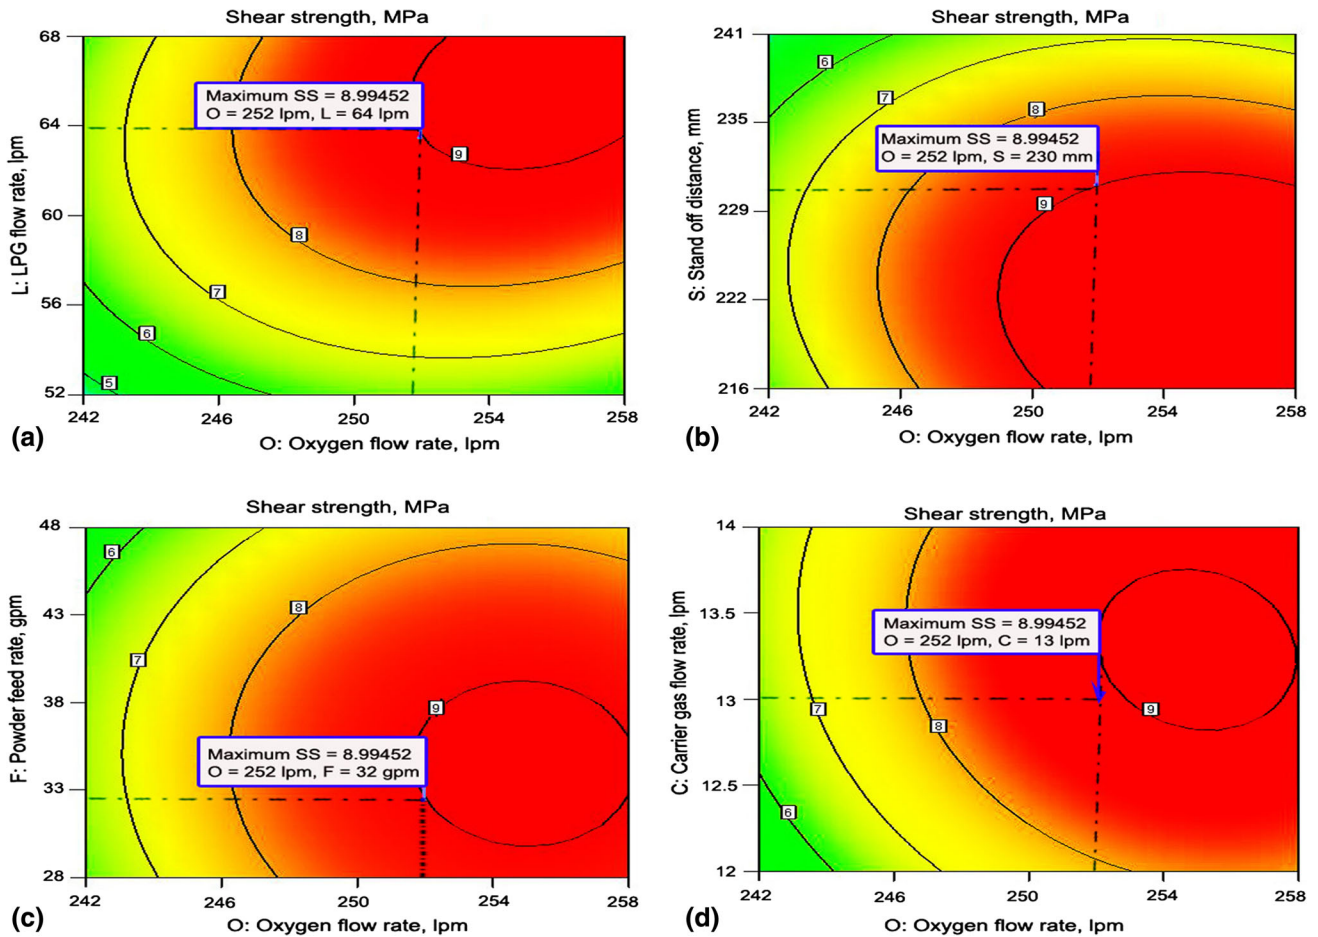 Shear strength, MPa
68
64
60
56
52
L: LPG flow rate, lpm
Maximum SS = 8.99452
O = 252 lpm, L = 64 lpm
9
8
7
6
5
242
246
250
254
258
O: Oxygen flow rate, lpm
(a)
Shear strength, MPa
241
235
229
222
216
S: Stand off distance, mm
6
7
8
Maximum SS = 8.99452
O = 252 lpm, S = 230 mm
9
242
246
250
254
258
O: Oxygen flow rate, lpm
(b)
Shear strength, MPa
48
43
38
33
28
F: Powder feed rate, gpm
6
8
7
9
Maximum SS = 8.99452
O = 252 lpm, F = 32 gpm
242
246
250
254
258
O: Oxygen flow rate, lpm
(c)
Shear strength, MPa
14
13.5
13
12.5
12
C: Carrier gas flow rate, lpm
Maximum SS = 8.99452
O = 252 lpm, C = 13 lpm
7
8
9
6
242
246
250
254
258
O: Oxygen flow rate, lpm
(d)